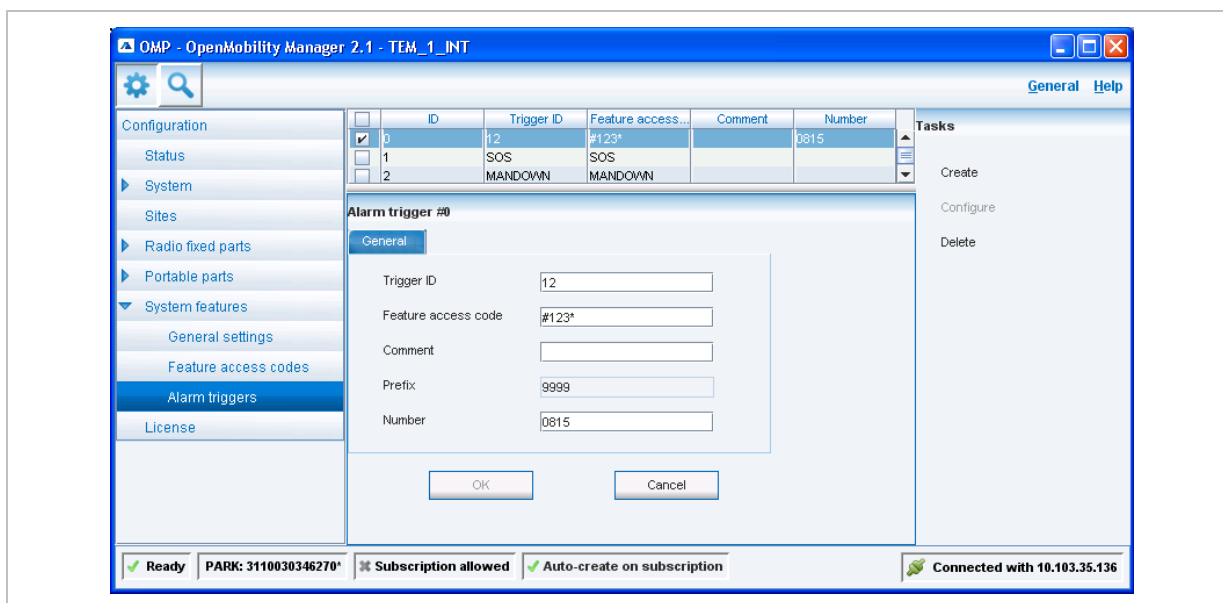 OMP - OpenMobility Manager 2.1 - TEM_1_INT
General Help
Configuration
Status
System
Sites
Radio fixed parts
Portable parts
System features
General settings
Feature access codes
Alarm triggers
License
ID Trigger ID Feature access... Comment Number
0 12 #123* 0815
1 SOS SOS
2 MANDOWN MANDOWN
Alarm trigger #0
General
Trigger ID 12
Feature access code #123*
Comment
Prefix 9999
Number 0815
OK Cancel
Tasks
Create
Configure
Delete
Ready PARK: 3110030346270* Subscription allowed Auto-create on subscription Connected with 10.103.35.136